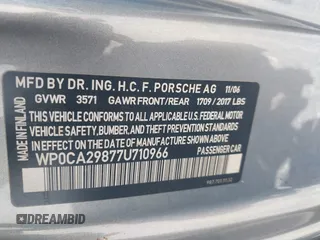 MFD BY DR. ING. H.C. F. PORSCHE AG 11/06
GVWR 3571 GAWR FRONT/REAR 1709 / 2017 LBS
THIS VEHICLE CONFORMS TO ALL APPLICABLE U.S. FEDERAL MOTOR
VEHICLE SAFETY, BUMPER, AND THEFT PREVENTION STANDARDS
IN EFFECT ON THE DATE OF MANUFACTURE SHOWN ABOVE.
WP0CA29877U710966 PASSENGER CAR
MADE IN FINLAND
DREAMBID